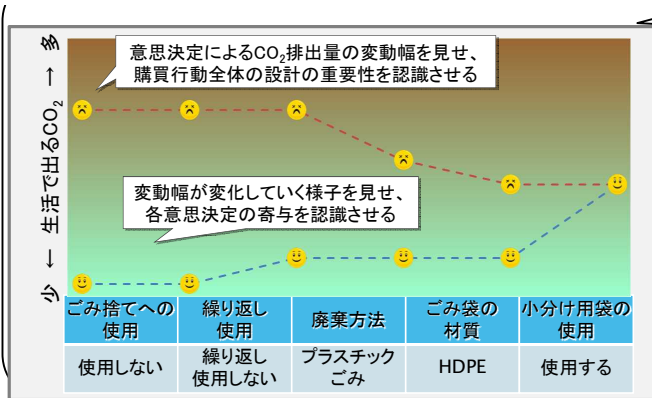 多
意思決定によるCO₂排出量の変動幅を見せ、
購買行動全体の設計の重要性を認識させる
少 ← 生活で出るCO₂ →
変動幅が変化していく様子を見せ、
各意思決定の寄与を認識させる
ごみ捨てへの
使用
繰り返し
使用
廃棄方法
ごみ袋の
材質
小分け用袋の
使用
使用しない
繰り返し
使用しない
プラスチック
ごみ
HDPE
使用する